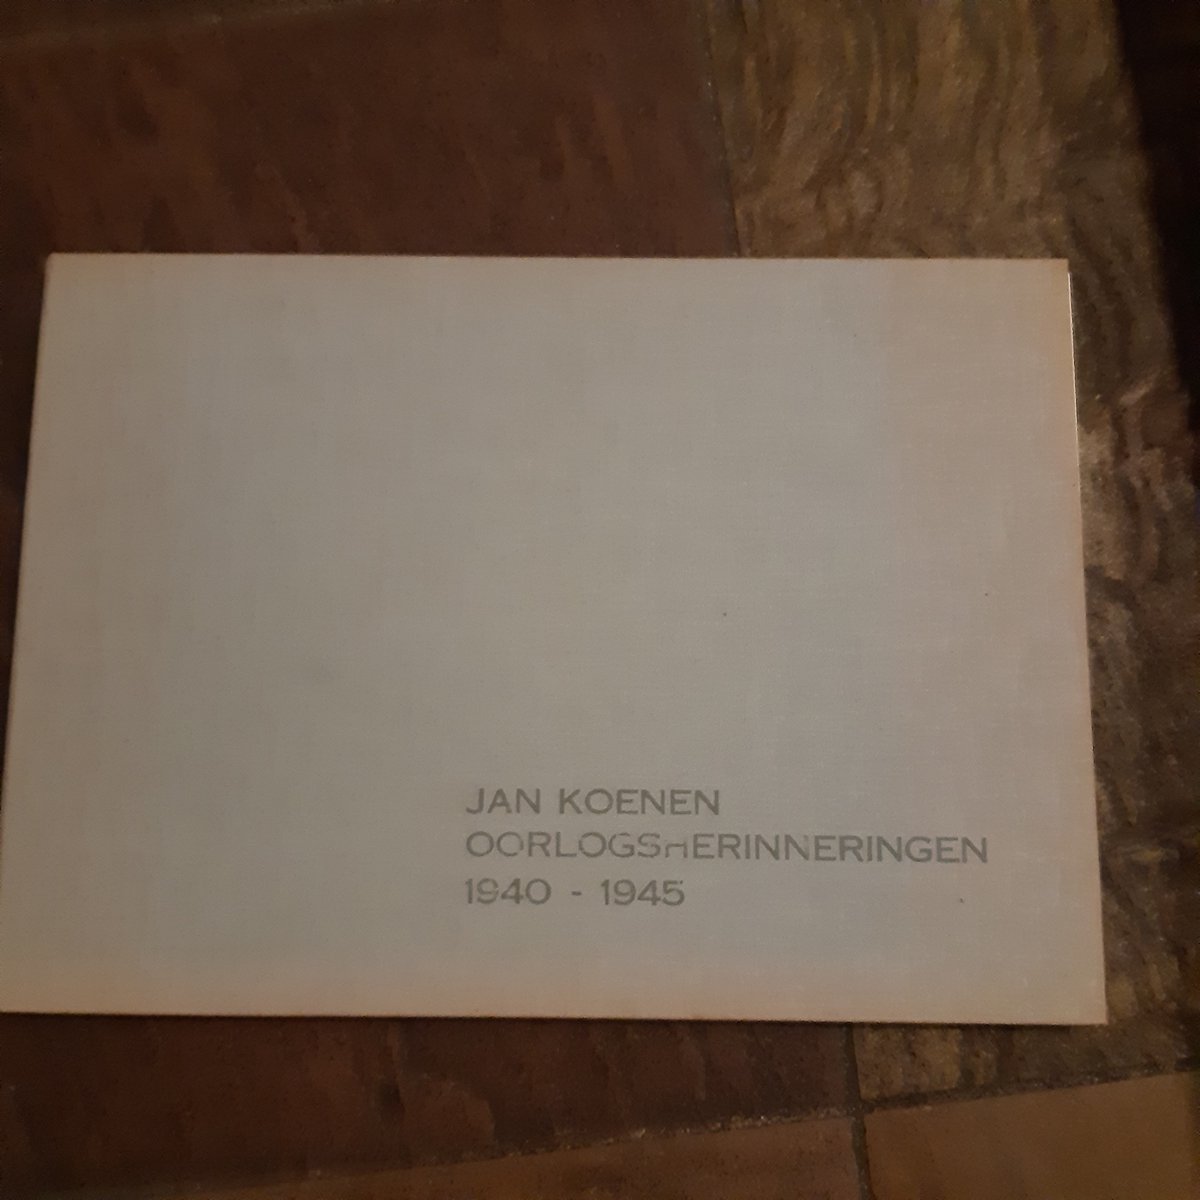 JAN KOENEN
OORLOGSHERINNERINGEN
1940 - 1945